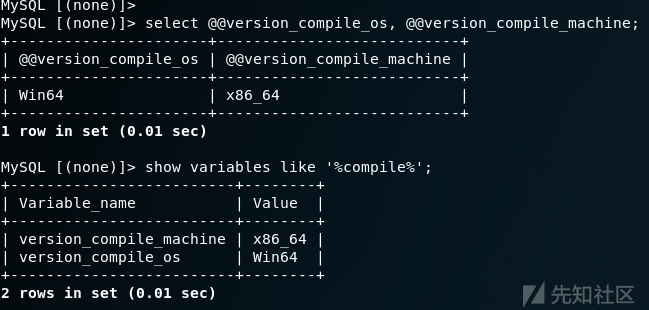 MySQL [(none)]>
MySQL [(none)]> select @@version_compile_os, @@version_compile_machine;
+----------------------+---------------------------+
| @@version_compile_os | @@version_compile_machine |
+----------------------+---------------------------+
| Win64                | x86_64                    |
+----------------------+---------------------------+
1 row in set (0.01 sec)

MySQL [(none)]> show variables like '%compile%';
+-------------------------+--------+
| Variable_name           | Value  |
+-------------------------+--------+
| version_compile_machine | x86_64 |
| version_compile_os      | Win64  |
+-------------------------+--------+
2 rows in set (0.01 sec)
先知社区